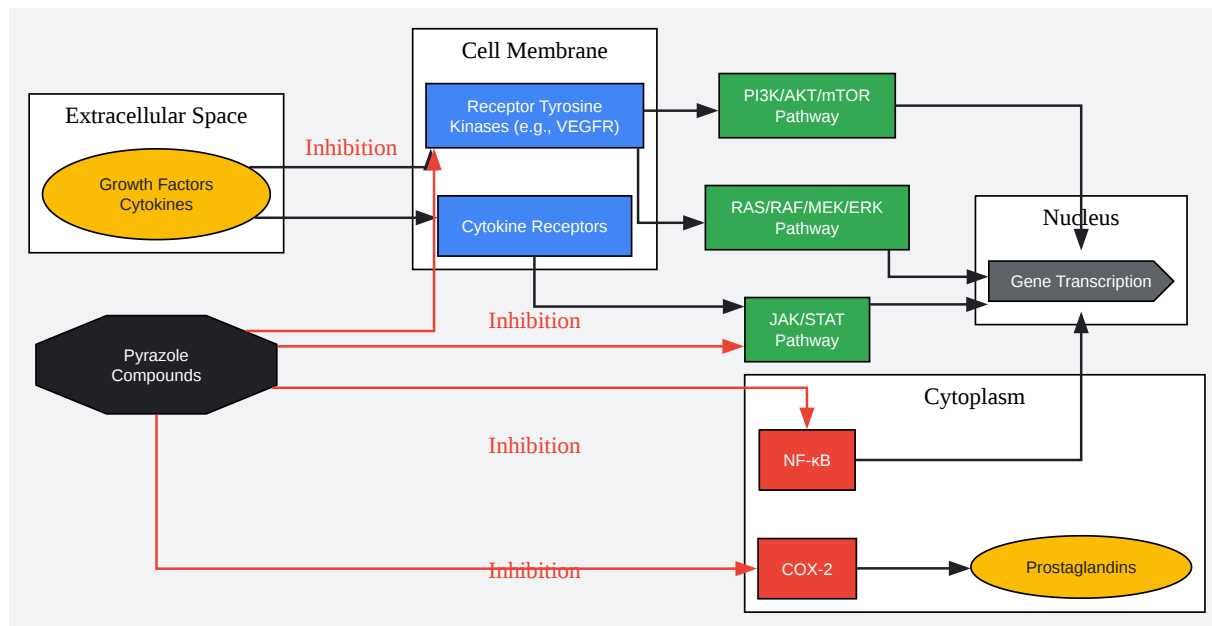 Cell Membrane
Extracellular Space
Receptor Tyrosine
Kinases (e.g., VEGFR)
PI3K/AKT/mTOR
Pathway
Inhibition
Growth Factors
Cytokines
Cytokine Receptors
RAS/RAF/MEK/ERK
Pathway
Nucleus
Gene Transcription
Inhibition
JAK/STAT
Pathway
Pyrazole
Compounds
Cytoplasm
Inhibition
NF-κB
Inhibition
COX-2
Prostaglandins